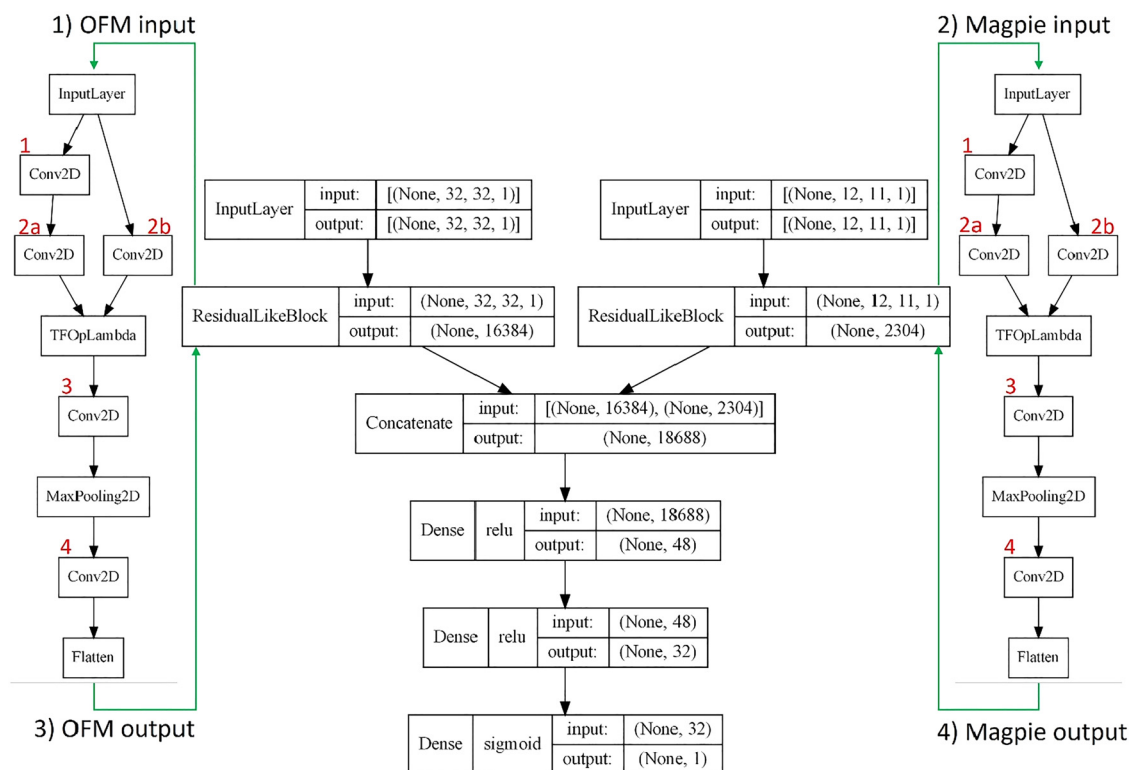 1) OFM input
InputLayer
1
Conv2D
2a
2b
Conv2D
Conv2D
TFOpLambda
3
Conv2D
MaxPooling2D
4
Conv2D
Flatten
3) OFM output
InputLayer
input:
[(None, 32, 32, 1)]
output:
[(None, 32, 32, 1)]
InputLayer
input:
[(None, 12, 11, 1)]
output:
[(None, 12, 11, 1)]
ResidualLikeBlock
input:
(None, 32, 32, 1)
output:
(None, 16384)
ResidualLikeBlock
input:
(None, 12, 11, 1)
output:
(None, 2304)
Concatenate
input:
[(None, 16384), (None, 2304)]
output:
(None, 18688)
Dense
relu
input:
(None, 18688)
output:
(None, 48)
Dense
relu
input:
(None, 48)
output:
(None, 32)
Dense
sigmoid
input:
(None, 32)
output:
(None, 1)
2) Magpie input
InputLayer
1
Conv2D
2a
2b
Conv2D
Conv2D
TFOpLambda
3
Conv2D
MaxPooling2D
4
Conv2D
Flatten
4) Magpie output